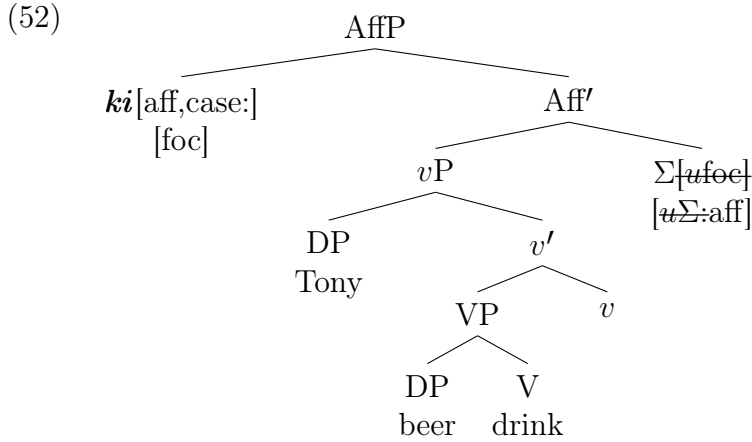 (52)
AffP
ki[aff,case:]
[foc]
Aff′
vP
Σ[ufoc]
[uΣ:aff]
DP
Tony
v′
VP
v
DP
beer
V
drink